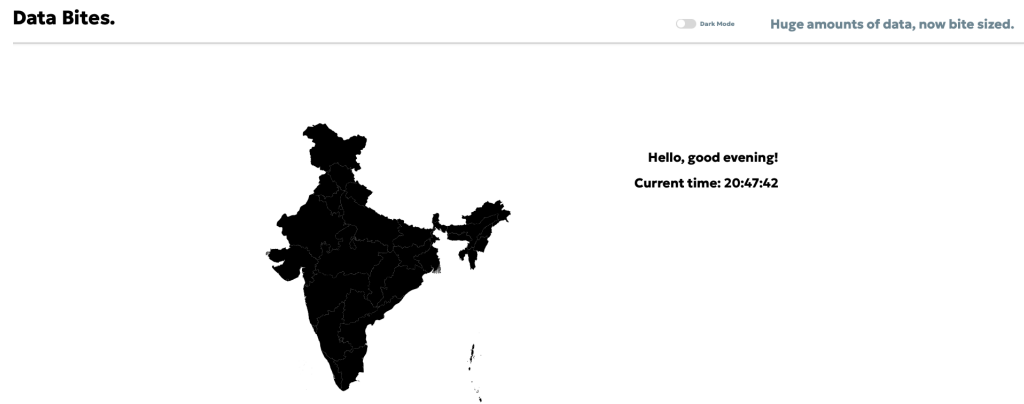 Data Bites.
Dark Mode
Huge amounts of data, now bite sized.
Hello, good evening!
Current time: 20:47:42